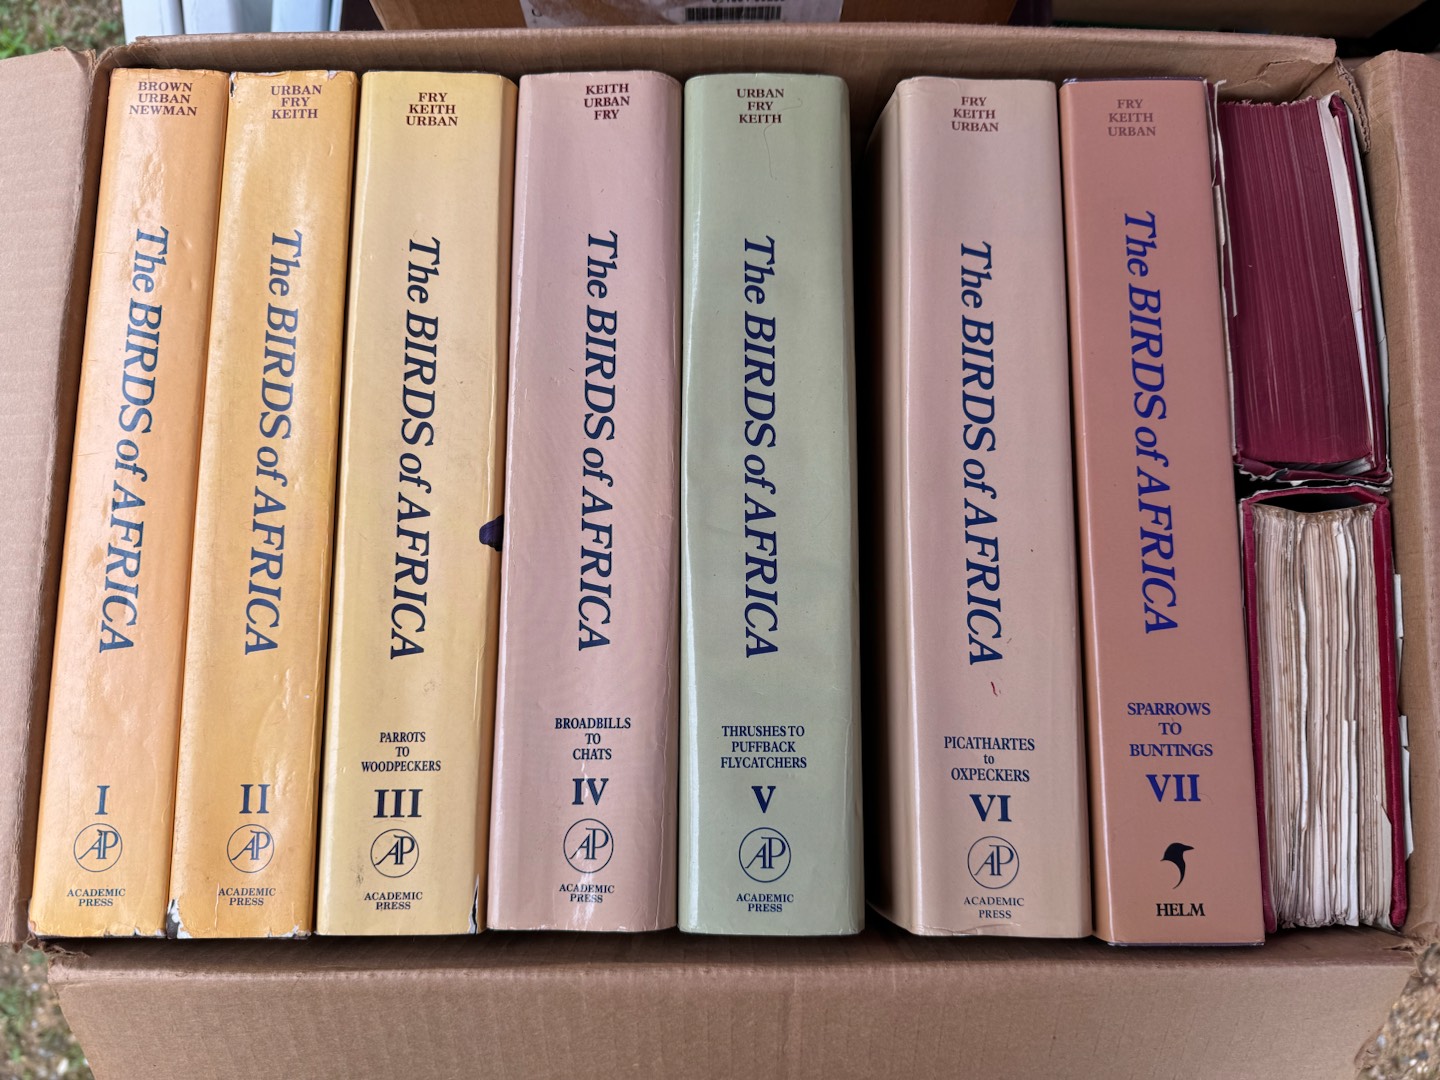 BROWN
URBAN
NEWMAN
The BIRDS of AFRICA
I
AP
ACADEMIC
PRESS
URBAN
FRY
KEITH
The BIRDS of AFRICA
II
AP
ACADEMIC
PRESS
FRY
KEITH
URBAN
The BIRDS of AFRICA
PARROTS
TO
WOODPECKERS
III
AP
ACADEMIC
PRESS
KEITH
URBAN
FRY
The BIRDS of AFRICA
BROADBILLS
TO
CHATS
IV
AP
ACADEMIC
PRESS
URBAN
FRY
KEITH
The BIRDS of AFRICA
THRUSHES TO
PUFFBACK
FLYCATCHERS
V
AP
ACADEMIC
PRESS
FRY
KEITH
URBAN
The BIRDS of AFRICA
PICATHARTES
to
OXPECKERS
VI
AP
ACADEMIC
PRESS
FRY
KEITH
URBAN
The BIRDS of AFRICA
SPARROWS
TO
BUNTINGS
VII
HELM